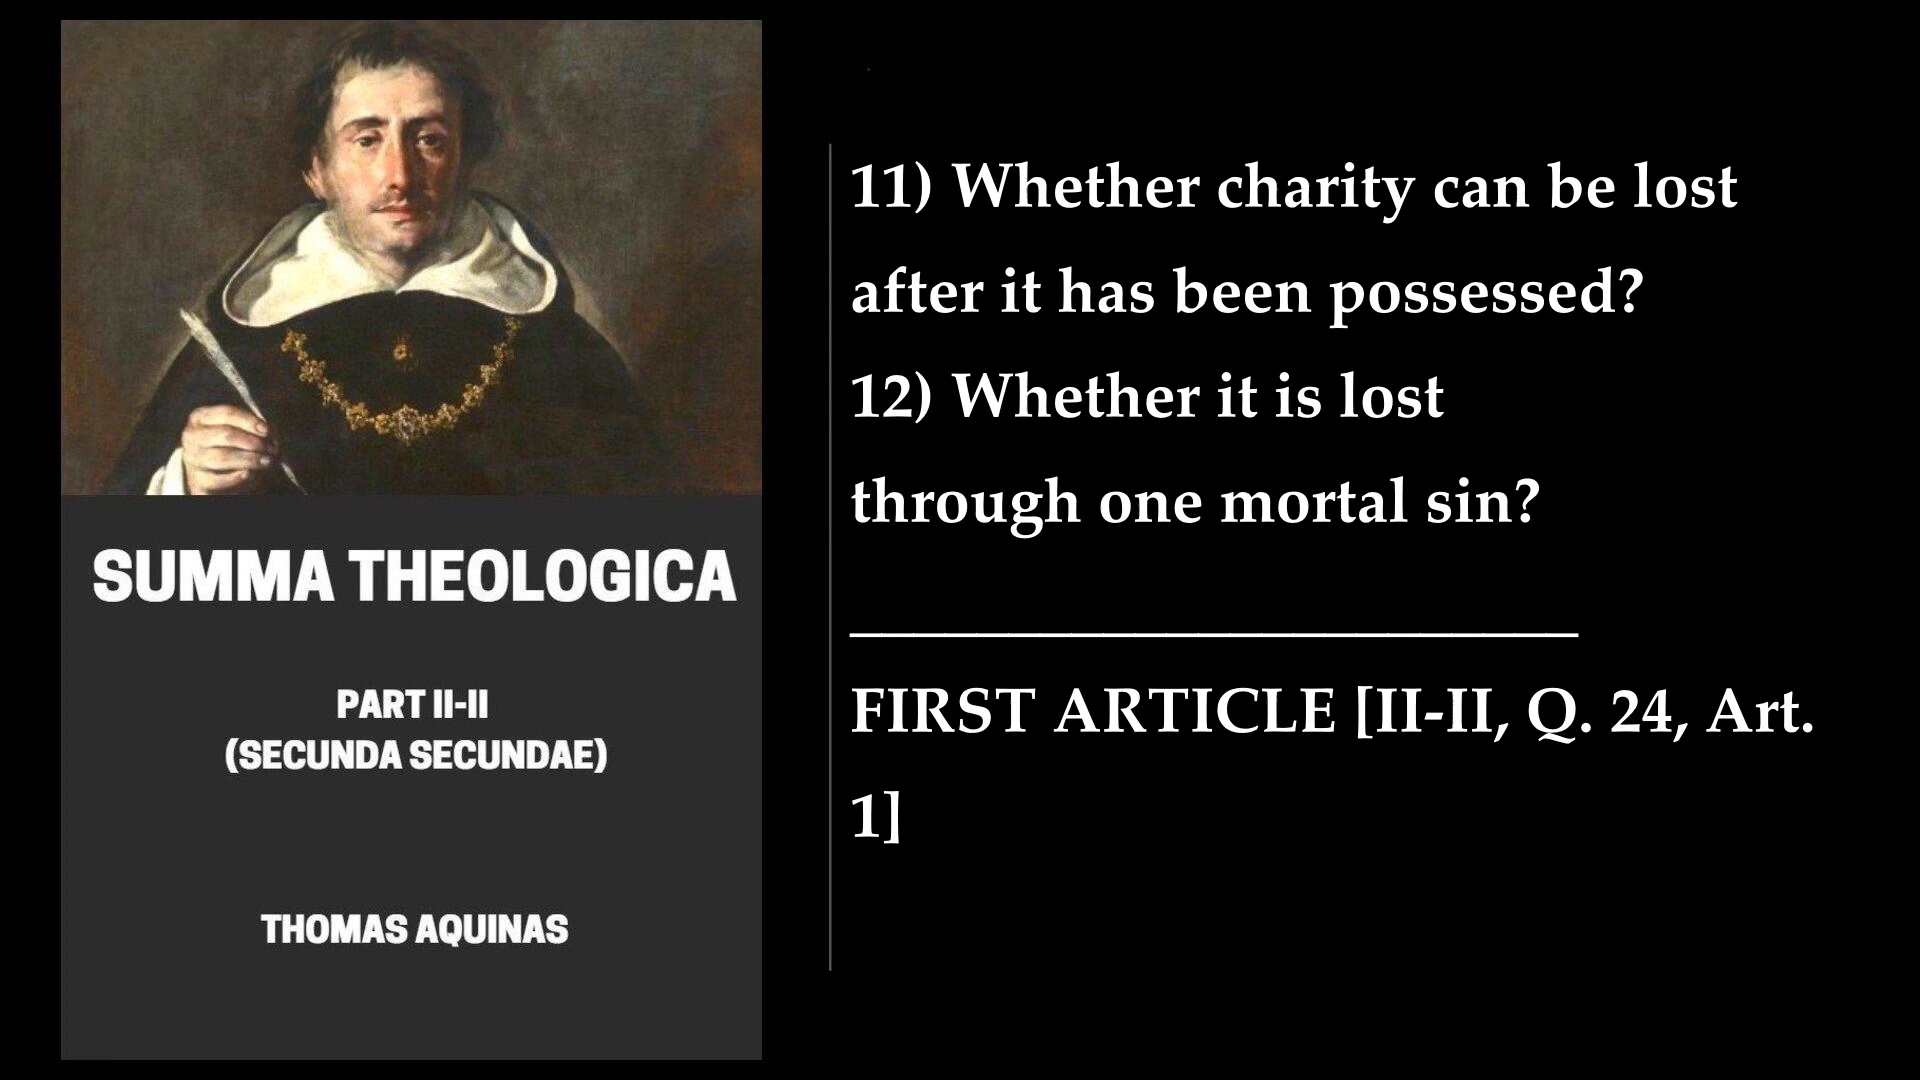 SUMMA THEOLOGICA
PART II-II
(SECUNDA SECUNDAE)
THOMAS AQUINAS
11) Whether charity can be lost
after it has been possessed?
12) Whether it is lost
through one mortal sin?
_______________________
FIRST ARTICLE [II-II, Q. 24, Art.
1]